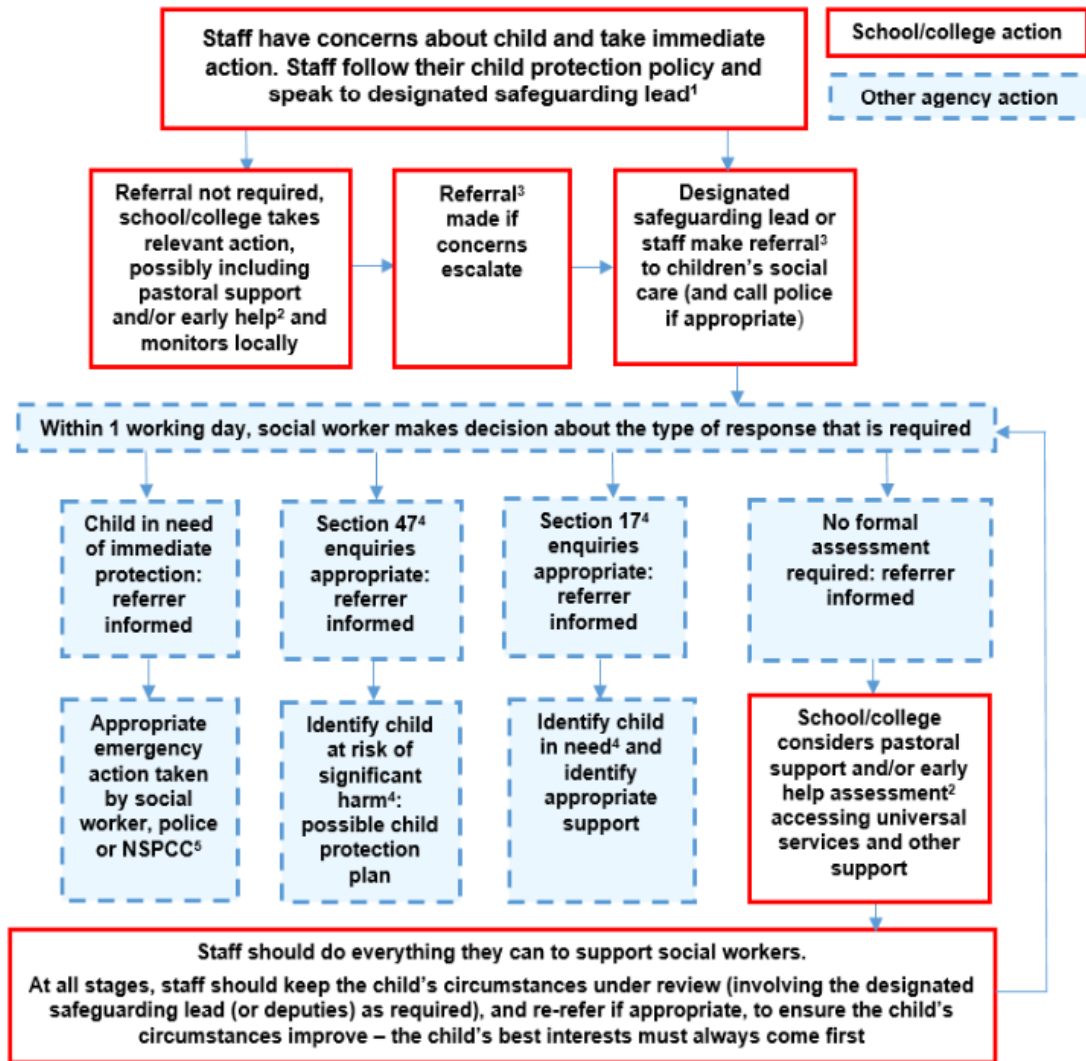 Staff have concerns about child and take immediate
action. Staff follow their child protection policy and
speak to designated safeguarding lead¹
School/college action
Other agency action
Referral not required,
school/college takes
relevant action,
possibly including
pastoral support
and/or early help² and
monitors locally
Referral³
made if
concerns
escalate
Designated
safeguarding lead or
staff make referral³
to children’s social
care (and call police
if appropriate)
Within 1 working day, social worker makes decision about the type of response that is required
Child in need
of immediate
protection:
referrer
informed
Section 47⁴
enquiries
appropriate:
referrer
informed
Section 17⁴
enquiries
appropriate:
referrer
informed
No formal
assessment
required: referrer
informed
Appropriate
emergency
action taken
by social
worker, police
or NSPCC⁵
Identify child
at risk of
significant
harm⁴:
possible child
protection
plan
Identify child
in need⁴ and
identify
appropriate
support
School/college
considers pastoral
support and/or early
help assessment²
accessing universal
services and other
support
Staff should do everything they can to support social workers.
At all stages, staff should keep the child’s circumstances under review (involving the designated
safeguarding lead (or deputies) as required), and re-refer if appropriate, to ensure the child’s
circumstances improve – the child’s best interests must always come first